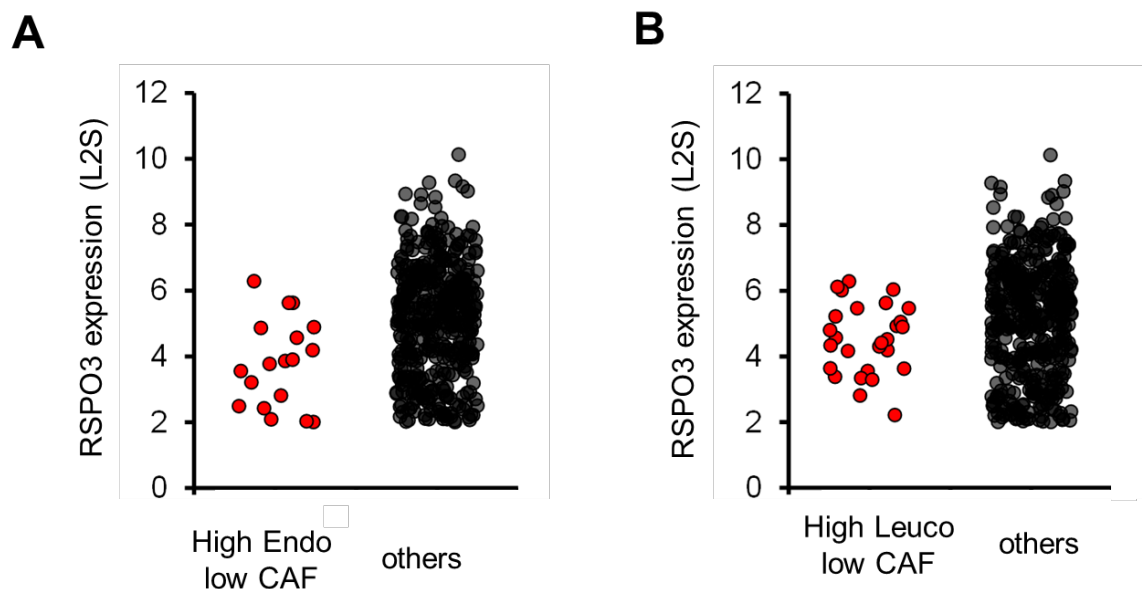 A
RSPO3 expression (L2S)
12
10
8
6
4
2
0
High Endo
low CAF
others
B
RSPO3 expression (L2S)
12
10
8
6
4
2
0
High Leuco
low CAF
others